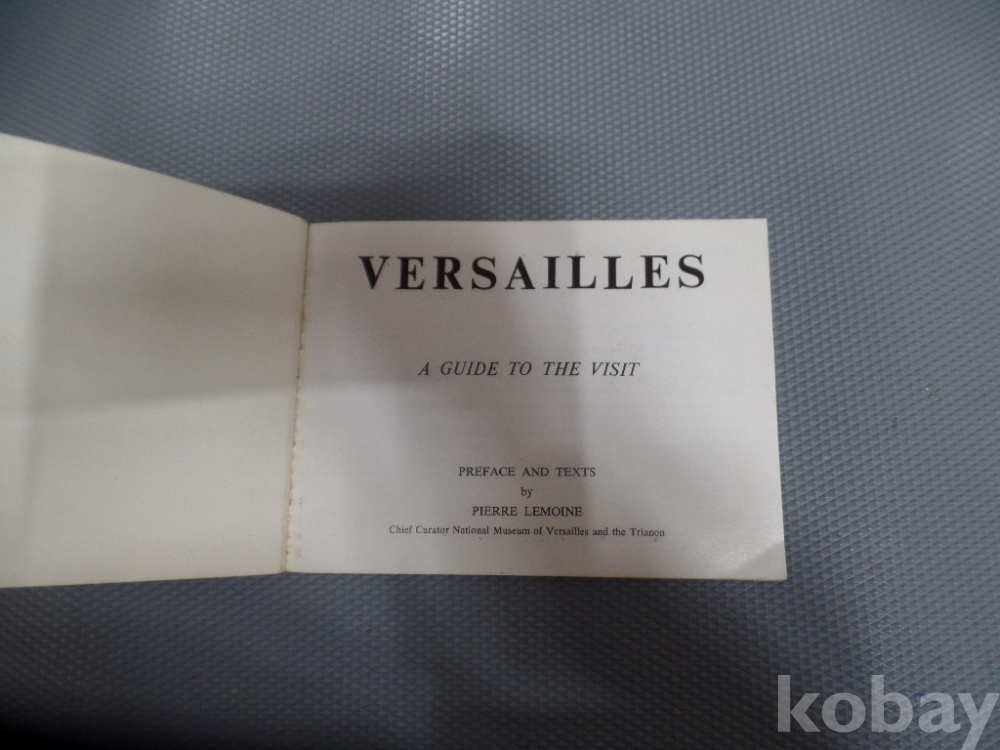 VERSAILLES
A GUIDE TO THE VISIT
PREFACE AND TEXTS
by
PIERRE LEMOINE
Chief Curator National Museum of Versailles and the Trianon
kobay